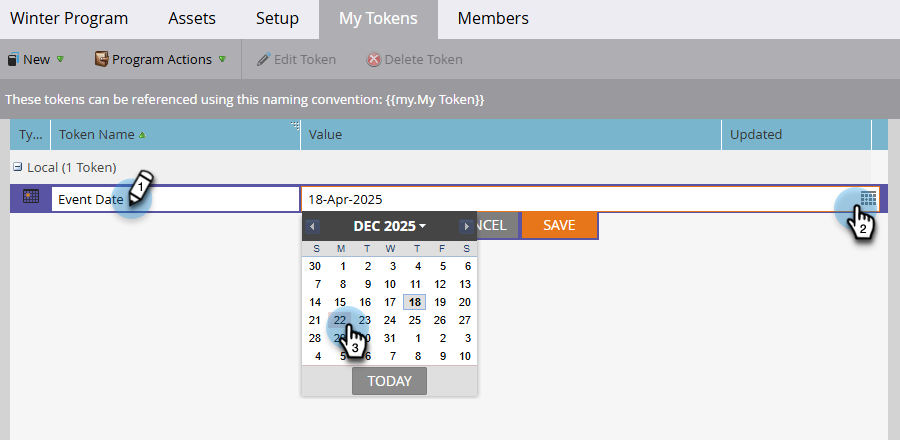 Winter Program Assets Setup My Tokens Members
New Program Actions Edit Token Delete Token
These tokens can be referenced using this naming convention: {{my.My Token}}
Ty... Token Name Value Updated
Local (1 Token)
Event Date 1 18-Apr-2025
2
DEC 2025 NCEL SAVE
S M T W T F S
30 1 2 3 4 5 6
7 8 9 10 11 12 13
14 15 16 17 18 19 20
21 22 23 24 25 26 27
28 29 30 31 1 2 3
3
4 5 6 7 8 9 10
TODAY